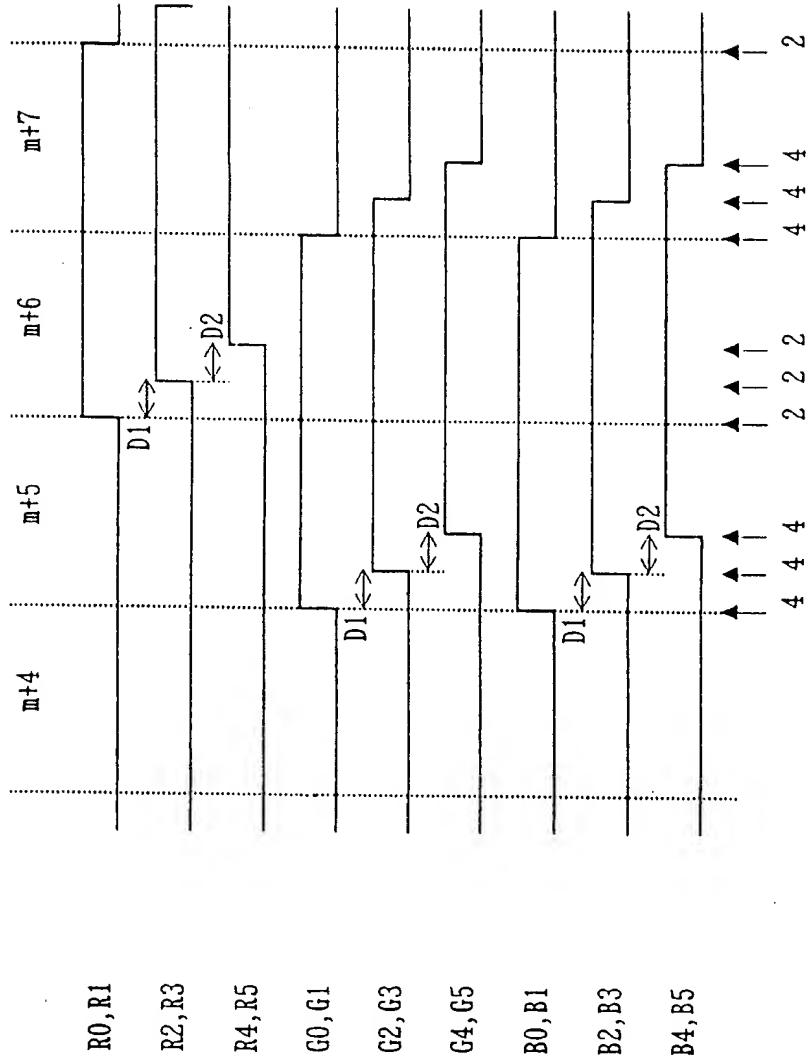 m+4 m+5 m+6 m+7
R0,R1
D1
R2,R3
D2
R4,R5
G0,G1
D1
G2,G3
D2
G4,G5
B0,B1
D1
B2,B3
D2
B4,B5
4 4 4 2 2 2 4 4 4 2